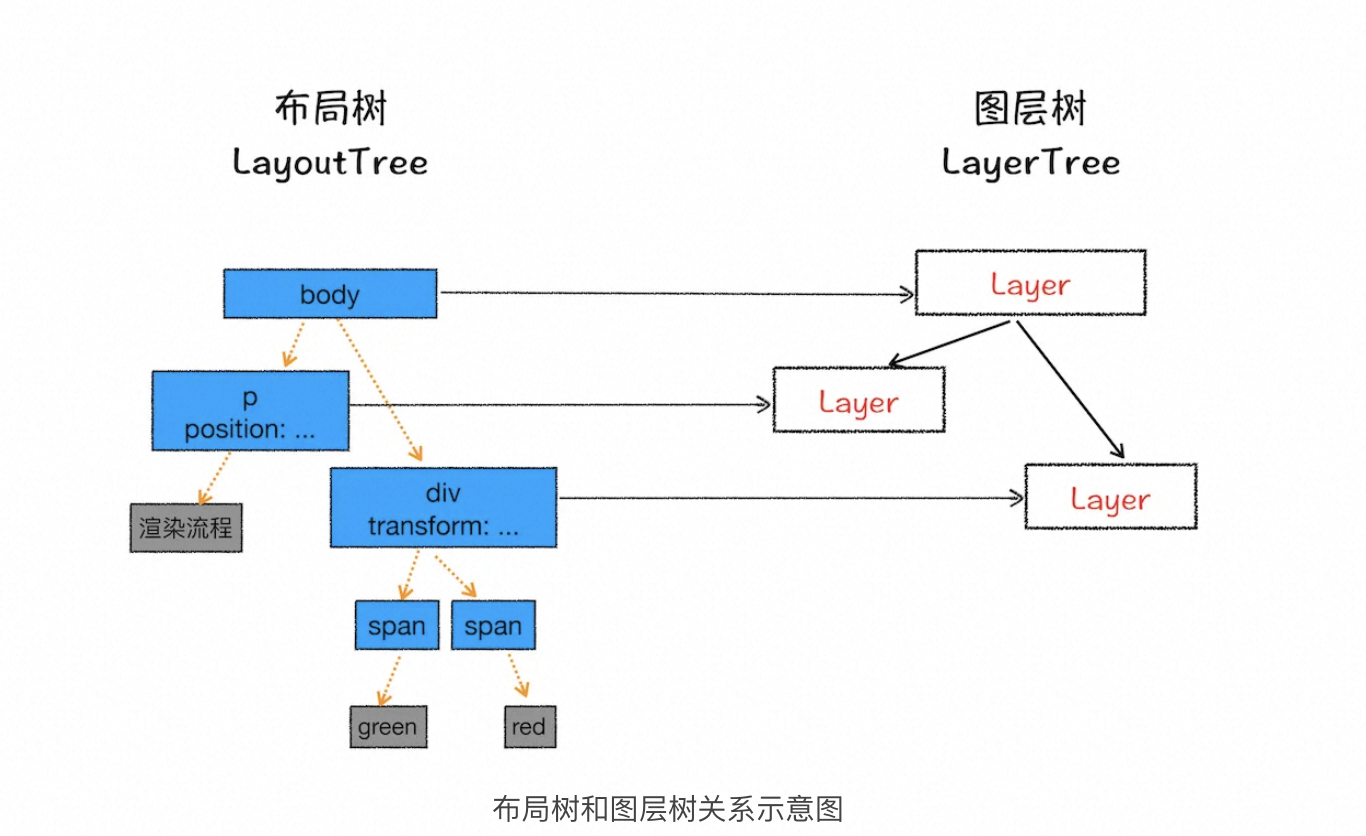 布局树
LayoutTree
图层树
LayerTree
body
Layer
p
position: ...
Layer
div
transform: ...
Layer
渲染流程
span
span
green
red
布局树和图层树关系示意图